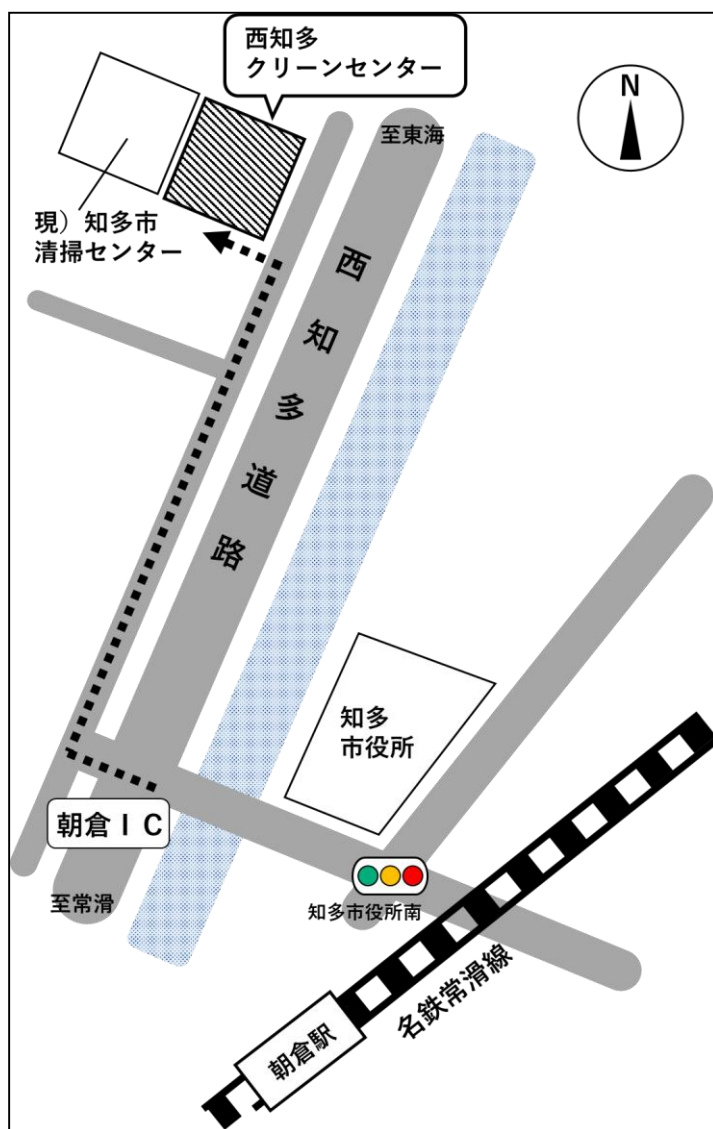 西知多
クリーンセンター
N
至東海
現）知多市
清掃センター
西知多道路
知多
市役所
朝倉ＩＣ
至常滑
知多市役所南
名鉄常滑線
朝倉駅